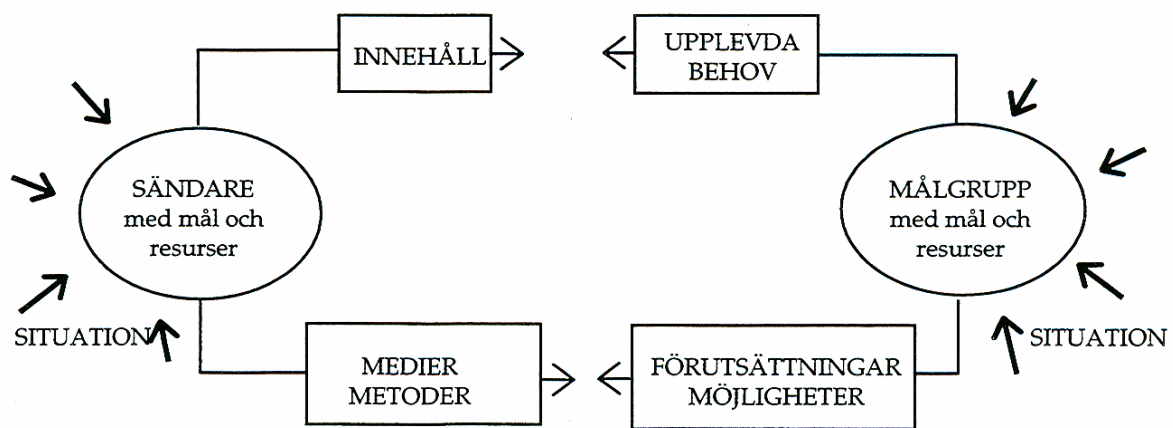 INNEHÅLL
UPPLEVDA
BEHOV
SÄNDARE
med mål och
resurser
MÅLGRUPP
med mål och
resurser
SITUATION
SITUATION
MEDIER
METODER
FÖRUTSÄTTNINGAR
MÖJLIGHETER